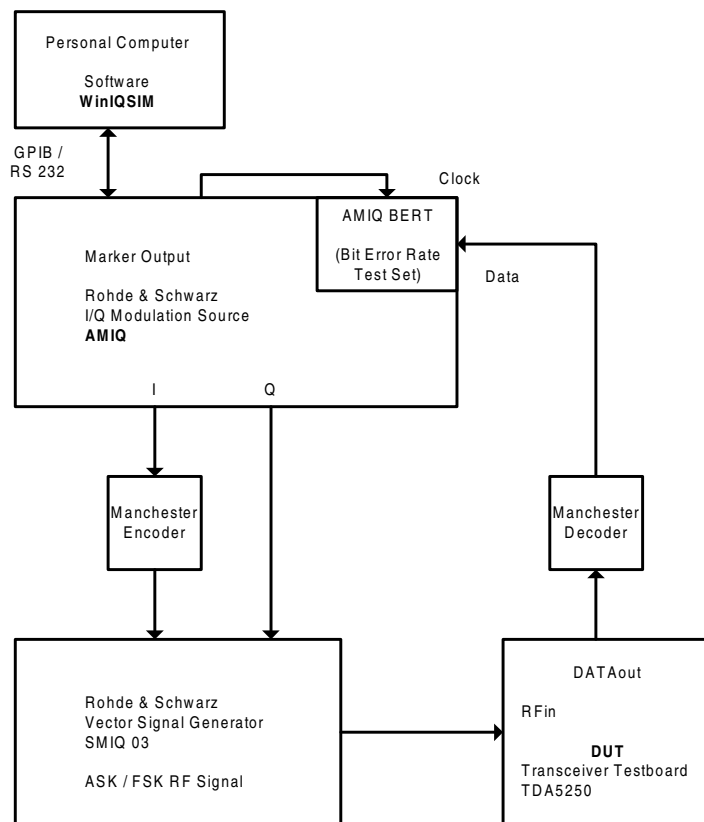 Personal Computer
Software
WinIQSIM
GPIB /
RS 232
Clock
AMIQ BERT
(Bit Error Rate
Test Set)
Marker Output
Rohde & Schwarz
I/Q Modulation Source
AMIQ
Data
I
Q
Manchester
Encoder
Manchester
Decoder
Rohde & Schwarz
Vector Signal Generator
SMIQ 03
ASK / FSK RF Signal
DATAout
RFin
DUT
Transceiver Testboard
TDA5250